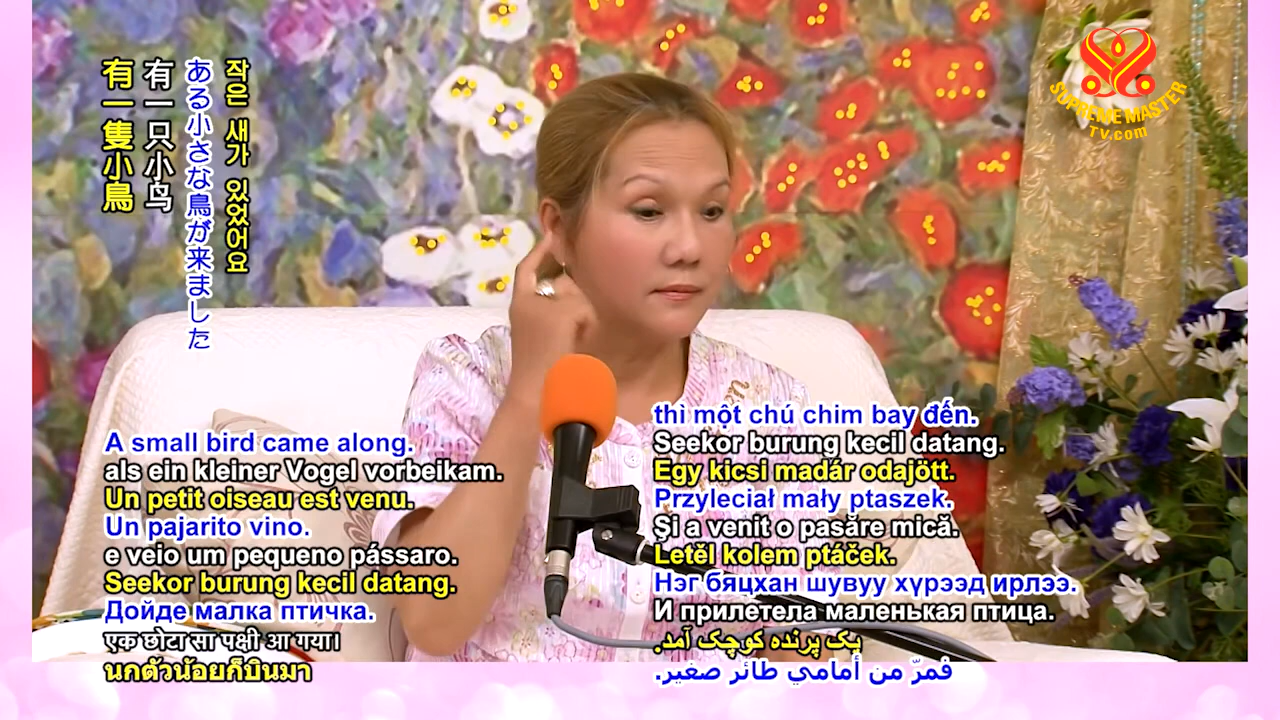 SUPREME MASTER
TV.com
작은 새가 있었어요
ある小さな鳥が来ました
有一只小鸟
有一隻小鳥
A small bird came along.
als ein kleiner Vogel vorbeikam.
Un petit oiseau est venu.
Un pajarito vino.
e veio um pequeno pássaro.
Seekor burung kecil datang.
Дойде малка птичка.
एक छोटा सा पक्षी आ गया।
นกตัวน้อยก็บินมา
thì một chú chim bay đến.
Seekor burung kecil datang.
Egy kicsi madár odajött.
Przyleciał mały ptaszek.
Și a venit o pasăre mică.
Letěl kolem ptáček.
Нэг бяцхан шувуу хүрээд ирлээ.
И прилетела маленькая птица.
یک پرنده کوچک آمد.
فمرّ من أمامي طائر صغير.